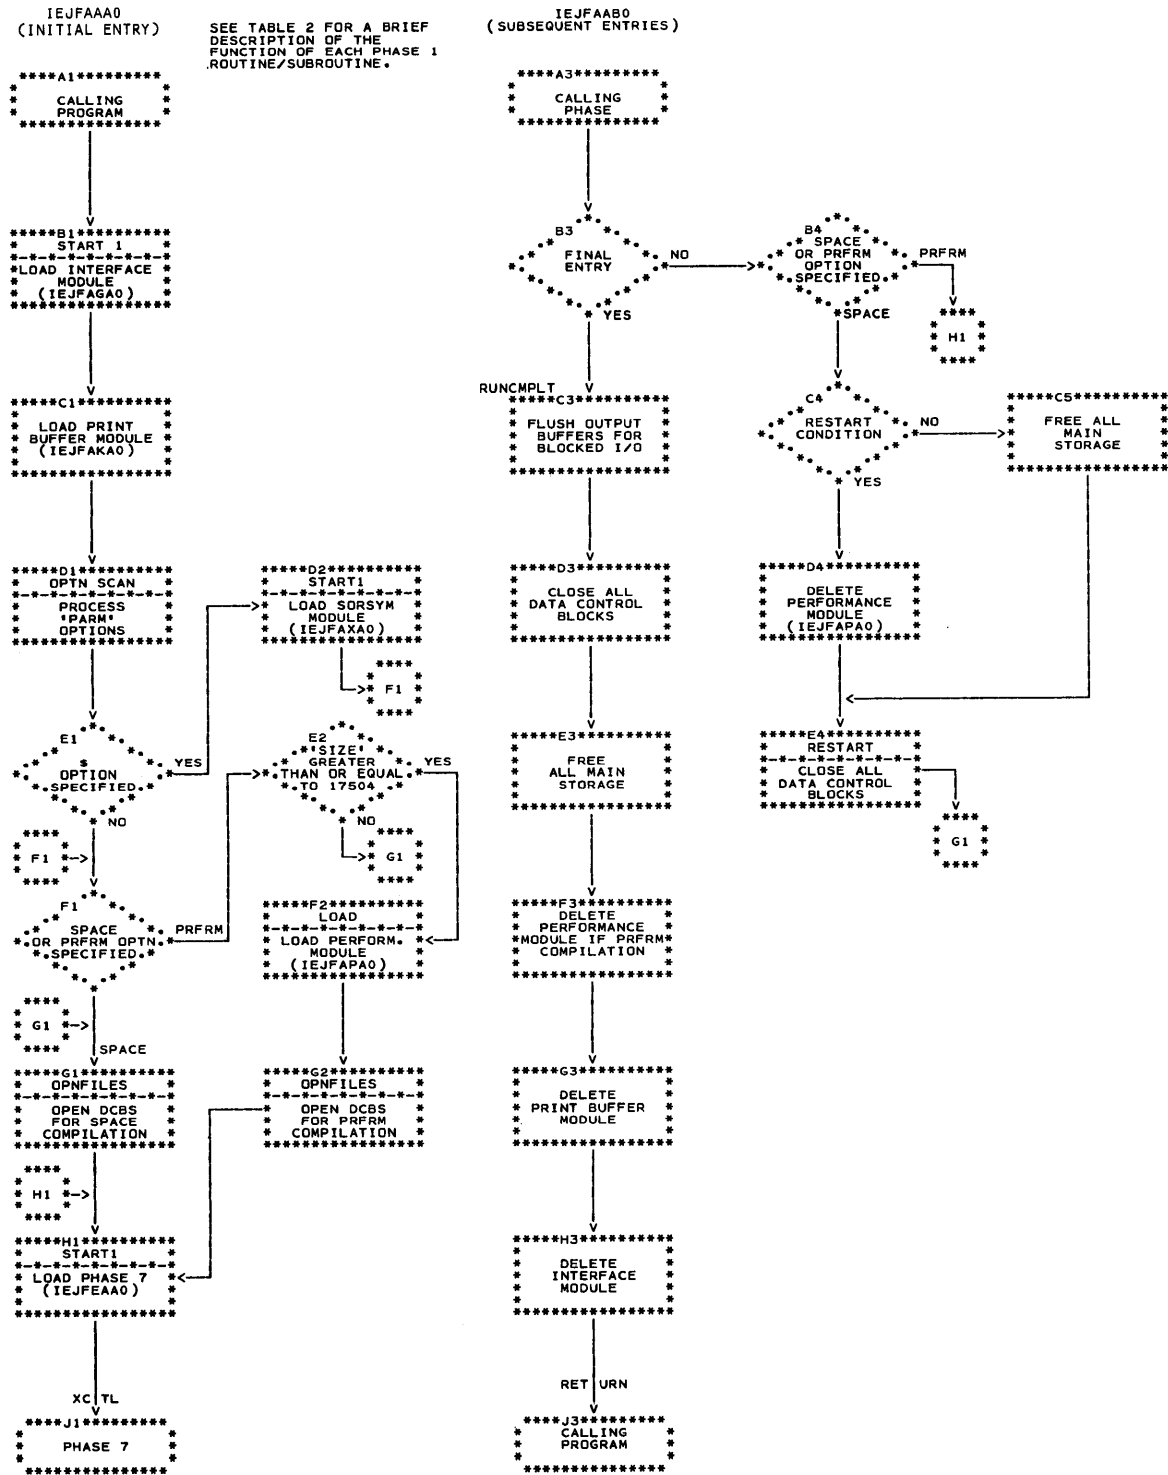 IEJFAAA0
(INITIAL ENTRY)
SEE TABLE 2 FOR A BRIEF
DESCRIPTION OF THE
FUNCTION OF EACH PHASE 1
ROUTINE/SUBROUTINE.
IEJFAAB0
(SUBSEQUENT ENTRIES)
A1
CALLING
PROGRAM
B1
START 1
LOAD INTERFACE
MODULE
(IEJFAGA0)
C1
LOAD PRINT
BUFFER MODULE
(IEJFAKA0)
D1
OPTN SCAN
PROCESS
'PARM'
OPTIONS
E1
$
OPTION
SPECIFIED
YES
NO
F1
F1
SPACE
OR PRFRM OPTN
SPECIFIED
PRFRM
G1
SPACE
G1
OPNFILES
OPEN DCBS
FOR SPACE
COMPILATION
H1
H1
START1
LOAD PHASE 7
(IEJFEAA0)
XCTL
J1
PHASE 7
D2
START1
LOAD SORSYM
MODULE
(IEJFAXA0)
F1
E2
'SIZE'
GREATER
THAN OR EQUAL
TO 17504
YES
NO
G1
F2
LOAD
LOAD PERFORM.
MODULE
(IEJFAPA0)
G2
OPNFILES
OPEN DCBS
FOR PRFRM
COMPILATION
A3
CALLING
PHASE
B3
FINAL
ENTRY
NO
YES
RUNCMPLT
C3
FLUSH OUTPUT
BUFFERS FOR
BLOCKED I/O
D3
CLOSE ALL
DATA CONTROL
BLOCKS
E3
FREE
ALL MAIN
STORAGE
F3
DELETE
PERFORMANCE
MODULE IF PRFRM
COMPILATION
G3
DELETE
PRINT BUFFER
MODULE
H3
DELETE
INTERFACE
MODULE
RETURN
J3
CALLING
PROGRAM
B4
SPACE
OR PRFRM
OPTION
SPECIFIED
PRFRM
H1
SPACE
C4
RESTART
CONDITION
NO
YES
C5
FREE ALL
MAIN
STORAGE
D4
DELETE
PERFORMANCE
MODULE
(IEJFAPA0)
E4
RESTART
CLOSE ALL
DATA CONTROL
BLOCKS
G1